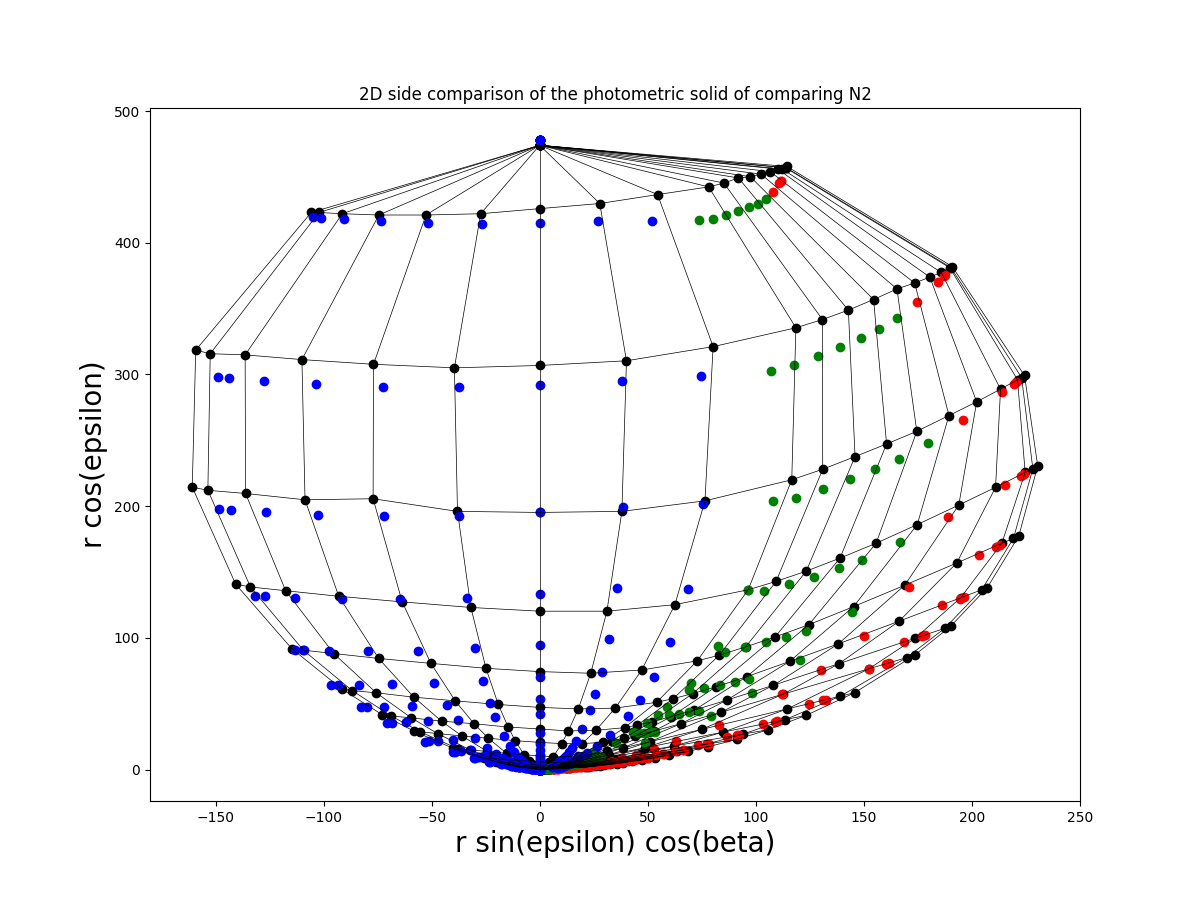 2D side comparison of the photometric solid of comparing N2
500
400
300
200
100
0
r cos(epsilon)
−150 −100 −50 0 50 100 150 200 250
r sin(epsilon) cos(beta)